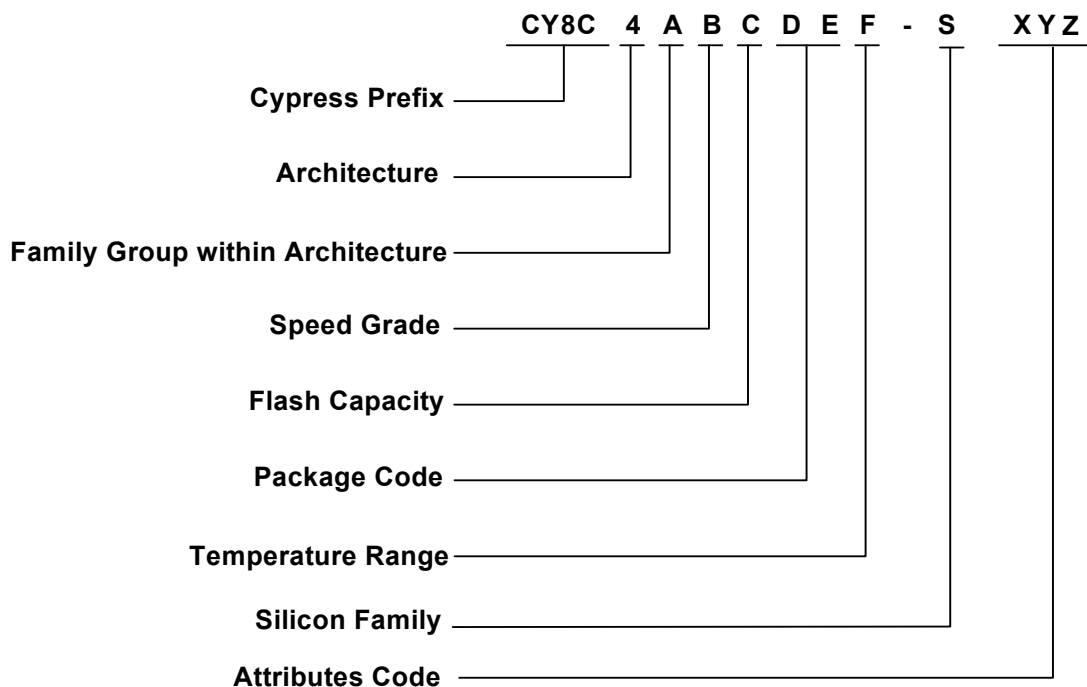 CY8C 4 A B C D E F - S XYZ
Cypress Prefix
Architecture
Family Group within Architecture
Speed Grade
Flash Capacity
Package Code
Temperature Range
Silicon Family
Attributes Code